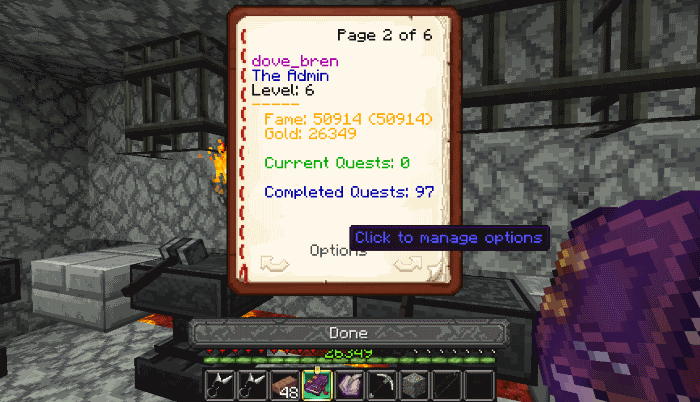 Page 2 of 6
dove_bren
The Admin
Level: 6
-----
Fame: 50914 (50914)
Gold: 26349
Current Quests: 0
Completed Quests: 97
Options
Click to manage options
Done
26349
48